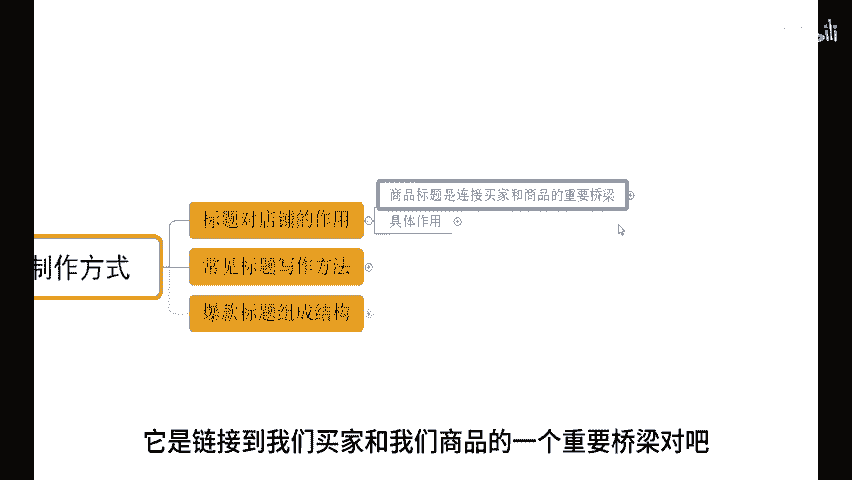 商品标题是连接买家和商品的重要桥梁
标题对店铺的作用
具体作用
制作方式
常见标题写作方法
爆款标题组成结构
它是链接到我们买家和我们商品的一个重要桥梁对吧